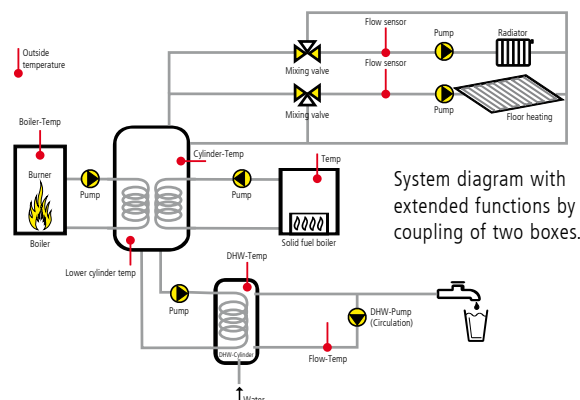 Outside
temperature
Flow sensor
Pump
Radiator
Mixing valve
Flow sensor
Mixing valve
Pump
Floor heating
Boiler-Temp
Cylinder-Temp
Temp
Burner
Pump
Pump
Boiler
Solid fuel boiler
System diagram with
extended functions by
coupling of two boxes.
Lower cylinder temp
DHW-Temp
Pump
DHW-Pump
(Circulation)
DHW-Cylinder
Flow-Temp
Water